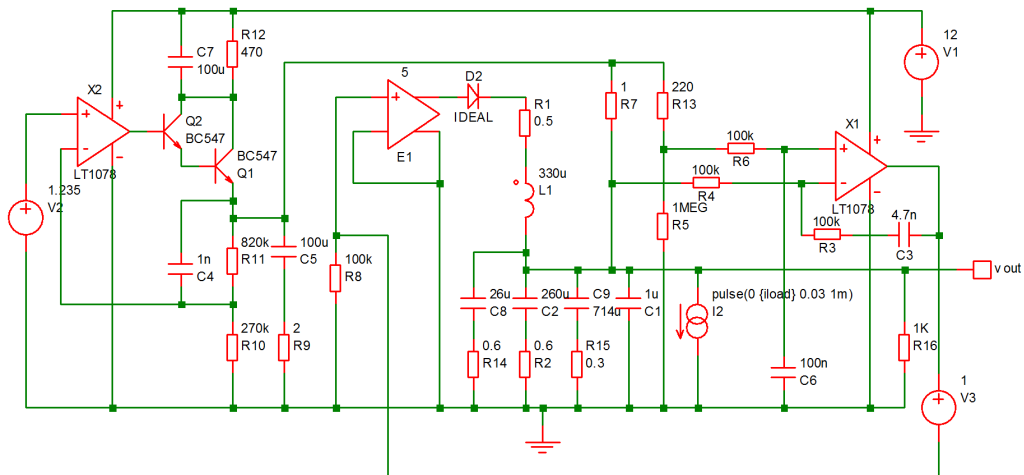 C7
100u
R12
470
X2
+
+
-
-
LT1078
Q2
BC547
BC547
Q1
1.235
V2
1n
C4
820k
R11
100u
C5
270k
R10
2
R9
100k
R8
5
+
E1
D2
IDEAL
R1
0.5
330u
L1
26u
C8
260u
C2
C9
714u
1u
C1
0.6
R14
0.6
R2
R15
0.3
1
R7
220
R13
100k
R6
100k
R4
1MEG
R5
pulse(0 {iload} 0.03 1m)
I2
X1
+
+
-
-
LT1078
100k
R3
4.7n
C3
100n
C6
12
V1
v out
1K
R16
1
V3